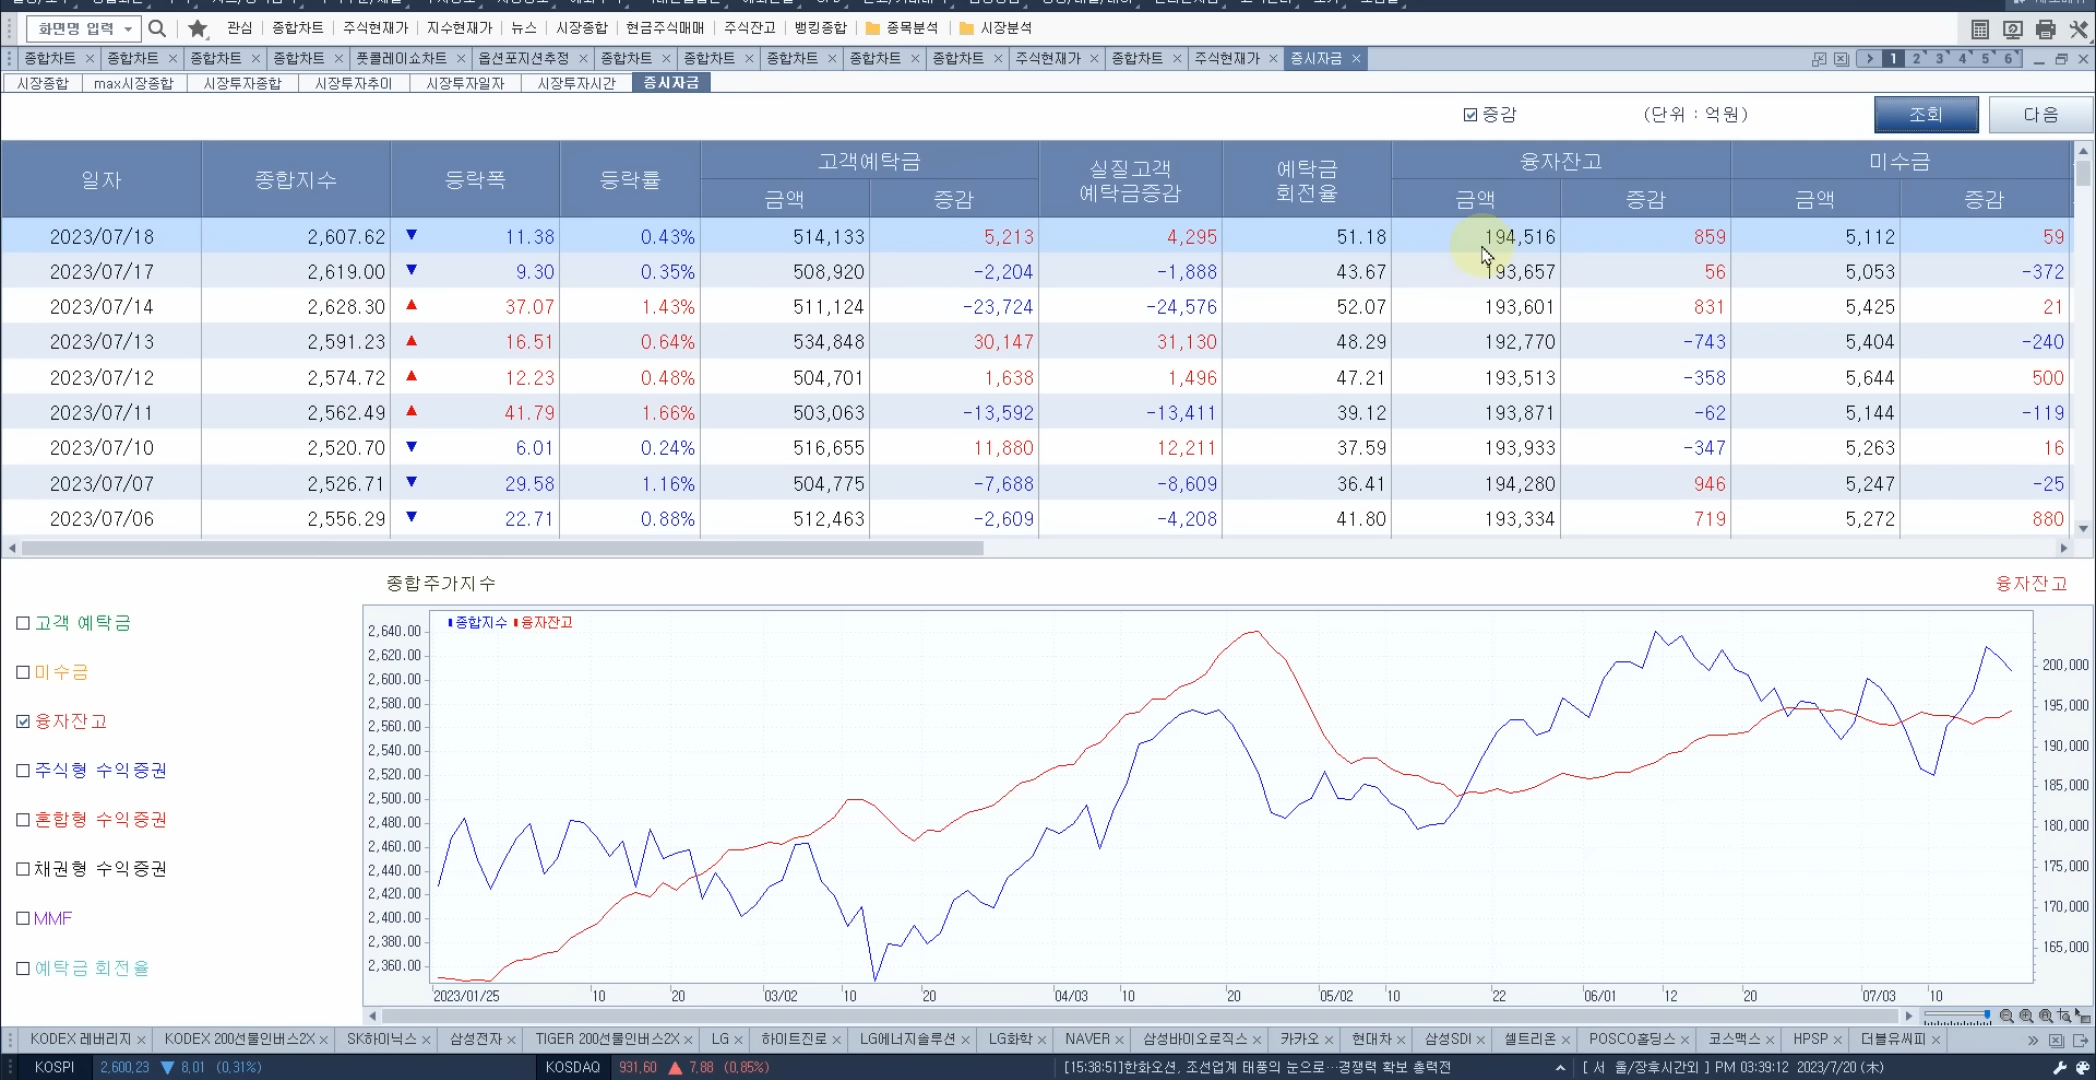 화면명 입력 관심 종합차트 주식현재가 지수현재가 뉴스 시장종합 현금주식매매 주식잔고 뱅킹종합 종목분석 시장분석
종합차트 종합차트 종합차트 종합차트 풋콜레이쇼차트 옵션포지션추정 종합차트 종합차트 종합차트 종합차트 종합차트 주식현재가 종합차트 주식현재가 증시자금 1 2 3 4 5 6
시장종합 max시장종합 시장투자종합 시장투자추이 시장투자일자 시장투자시간 증시자금
증감 (단위 : 억원) 조회 다음
일자 종합지수 등락폭 등락률 고객예탁금 실질고객 예탁금증감 예탁금 회전율 융자잔고 미수금
금액 증감 금액 증감 금액 증감
2023/07/18 2,607.62 ▼ 11.38 0.43% 514,133 5,213 4,295 51.18 194,516 859 5,112 59
2023/07/17 2,619.00 ▼ 9.30 0.35% 508,920 -2,204 -1,888 43.67 193,657 56 5,053 -372
2023/07/14 2,628.30 ▲ 37.07 1.43% 511,124 -23,724 -24,576 52.07 193,601 831 5,425 21
2023/07/13 2,591.23 ▲ 16.51 0.64% 534,848 30,147 31,130 48.29 192,770 -743 5,404 -240
2023/07/12 2,574.72 ▲ 12.23 0.48% 504,701 1,638 1,496 47.21 193,513 -358 5,644 500
2023/07/11 2,562.49 ▲ 41.79 1.66% 503,063 -13,592 -13,411 39.12 193,871 -62 5,144 -119
2023/07/10 2,520.70 ▼ 6.01 0.24% 516,655 11,880 12,211 37.59 193,933 -347 5,263 16
2023/07/07 2,526.71 ▼ 29.58 1.16% 504,775 -7,688 -8,609 36.41 194,280 946 5,247 -25
2023/07/06 2,556.29 ▼ 22.71 0.88% 512,463 -2,609 -4,208 41.80 193,334 719 5,272 880
종합주가지수 융자잔고
고객 예탁금
미수금
융자잔고
주식형 수익증권
혼합형 수익증권
채권형 수익증권
MMF
예탁금 회전율
종합지수 융자잔고
2,640.00
2,620.00
2,600.00
2,580.00
2,560.00
2,540.00
2,520.00
2,500.00
2,480.00
2,460.00
2,440.00
2,420.00
2,400.00
2,380.00
2,360.00
200,000
195,000
190,000
185,000
180,000
175,000
170,000
165,000
2023/01/25 10 20 03/02 10 20 04/03 10 20 05/02 10 22 06/01 12 20 07/03 10
KODEX 레버리지 KODEX 200선물인버스2X SK하이닉스 삼성전자 TIGER 200선물인버스2X LG 하이트진로 LG에너지솔루션 LG화학 NAVER 삼성바이오로직스 카카오 현대차 삼성SDI 셀트리온 POSCO홀딩스 코스맥스 HPSP 더블유씨피
KOSPI 2,600.23 ▼ 8.01 (0.31%) KOSDAQ 931.60 ▲ 7.88 (0.85%) [15:38:51]한화오션, 조선업계 태풍의 눈으로…경쟁력 확보 총력전 [ 서 울/장후시간외 ] PM 03:39:12 2023/7/20 (木)